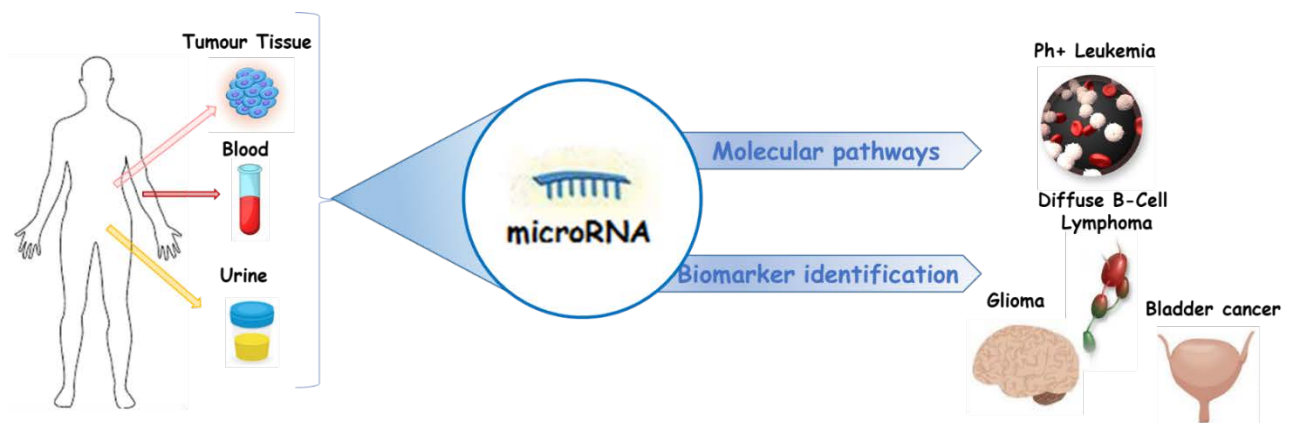 Tumour Tissue
Blood
Urine
microRNA
Molecular pathways
Biomarker identification
Ph+ Leukemia
Diffuse B-Cell
Lymphoma
Glioma
Bladder cancer